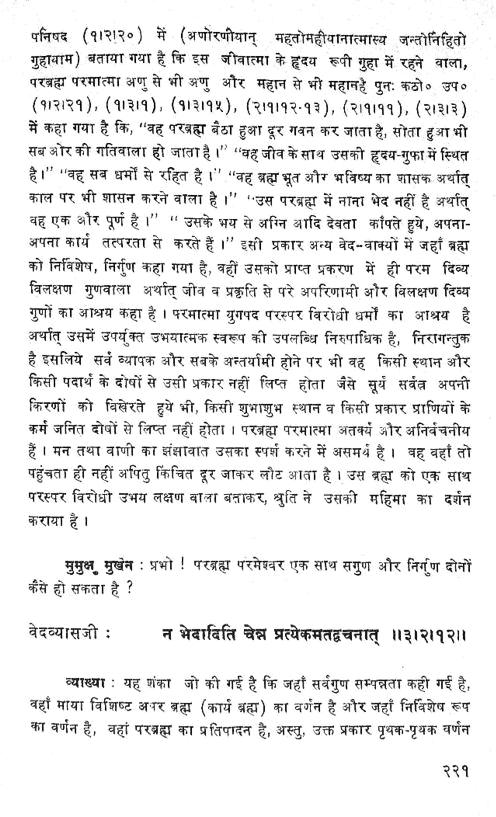 पनिषद (१।२।२०) में (अणोरणीयान् महतोमहीयानात्मास्य जन्तोनिहितो
गुहायाम) बताया गया है कि इस जीवात्मा के हृदय रूपी गुहा में रहने वाला,
परब्रह्म परमात्मा अणु से भी अणु और महान से भी महानहै पुनः कठो० उप०
(१।२।२१), (१।३।१), (१।३।१५), (२।१।१२-१३), (२।१।११), (२।३।३)
में कहा गया है कि, "वह परब्रह्म बैठा हुआ दूर गवन कर जाता है, सोता हुआ भी
सब ओर की गतिवाला हो जाता है।" "वह जीव के साथ उसकी हृदय-गुफा में स्थित
है।" "वह सब धर्मों से रहित है।" "वह ब्रह्म भूत और भविष्य का शासक अर्थात्
काल पर भी शासन करने वाला है।" "उस परब्रह्म में नाना भेद नहीं है अर्थात्
वह एक और पूर्ण है।" " उसके भय से अग्नि आदि देवता काँपते हुये, अपना-
अपना कार्य तत्परता से करते हैं।" इसी प्रकार अन्य वेद-वाक्यों में जहाँ ब्रह्म
को निर्विशेष, निर्गुण कहा गया है, वहीं उसको प्राप्त प्रकरण में ही परम दिव्य
विलक्षण गुणवाला अर्थात् जीव व प्रकृति से परे अपरिणामी और विलक्षण दिव्य
गुणों का आश्रय कहा है। परमात्मा युगपद परस्पर विरोधी धर्मों का आश्रय है
अर्थात् उसमें उपर्युक्त उभयात्मक स्वरूप की उपलब्धि निरुपाधिक है, निरागन्तुक
है इसलिये सर्व व्यापक और सबके अन्तर्यामी होने पर भी वह किसी स्थान और
किसी पदार्थ के दोषों से उसी प्रकार नहीं लिप्त होता जैसे सूर्य सर्वत्र अपनी
किरणों को विखेरते हुये भी, किसी शुभाशुभ स्थान व किसी प्रकार प्राणियों के
कर्म जनित दोषों से लिप्त नहीं होता। परब्रह्म परमात्मा अतर्क्य और अनिर्वचनीय
हैं। मन तथा वाणी का झंझावात उसका स्पर्श करने में असमर्थ है। वह वहाँ तो
पहुंचता ही नहीं अपितु किंचित दूर जाकर लौट आता है। उस ब्रह्म को एक साथ
परस्पर विरोधी उभय लक्षण वाला बताकर, श्रुति ने उसकी महिमा का दर्शन
कराया है।
मुमुक्षु मुखेन : प्रभो ! परब्रह्म परमेश्वर एक साथ सगुण और निर्गुण दोनों
कैसे हो सकता है ?
वेदव्यासजी : न भेदादिति चेन्न प्रत्येकमतद्वचनात् ॥३।२।१२॥
व्याख्या : यह शंका जो की गई है कि जहाँ सर्वगुण सम्पन्नता कही गई है,
वहाँ माया विशिष्ट अपर ब्रह्म (कार्य ब्रह्म) का वर्णन है और जहाँ निर्विशेष रूप
का वर्णन है, वहाँ परब्रह्म का प्रतिपादन है, अस्तु, उक्त प्रकार पृथक-पृथक वर्णन
२२१